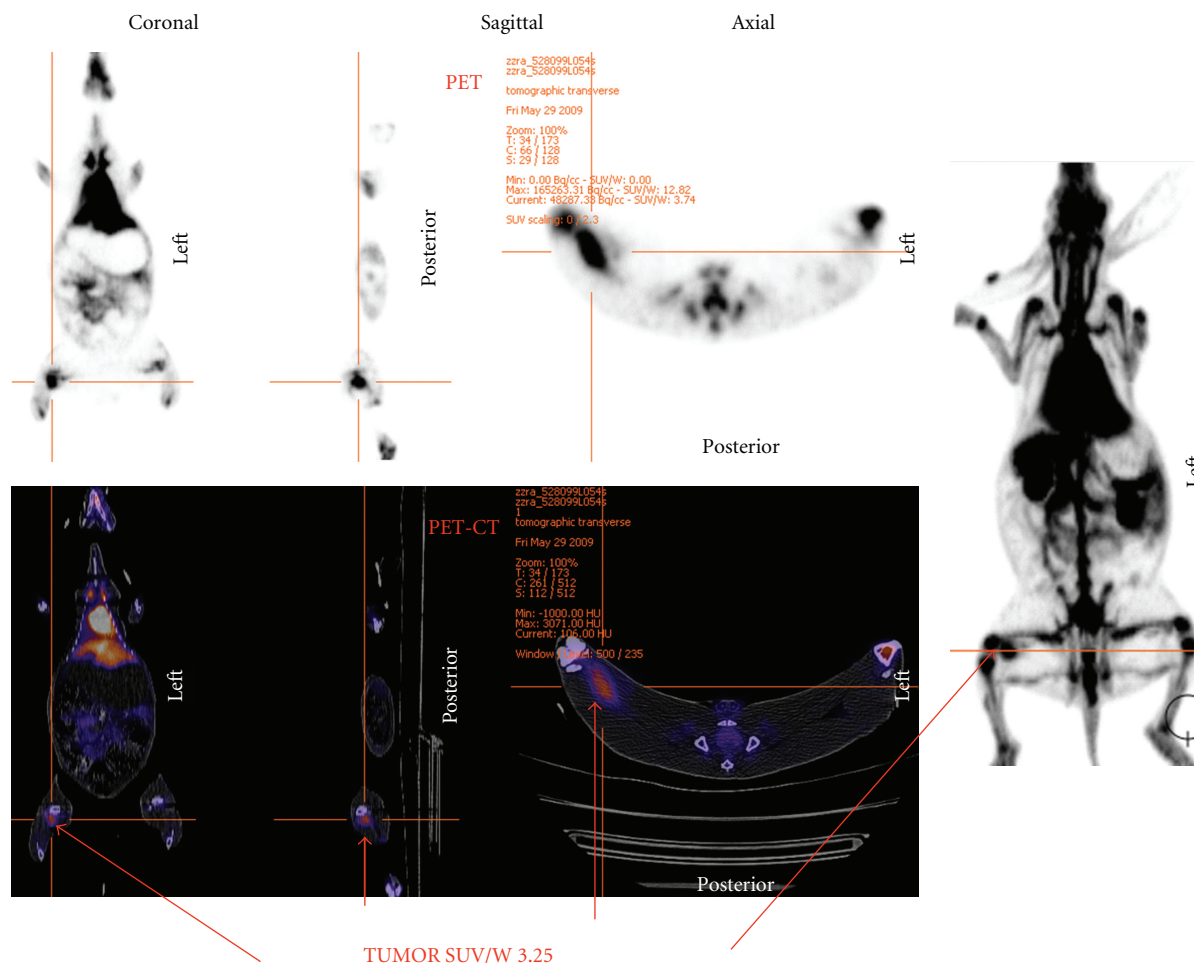 Coronal
Sagittal
Axial
PET
zzra_528099L054s
zzra_528099L054s
tomographic transverse
Fri May 29 2009
Zoom: 100%
T: 34 / 173
C: 66 / 128
S: 29 / 128
Min: 0.00 Bq/cc - SUV/W: 0.00
Max: 165263.31 Bq/cc - SUV/W: 12.82
Current: 48287.38 Bq/cc - SUV/W: 3.74
SUV scaling: 0 / 2.3
Left
Posterior
Left
Posterior
Left
PET-CT
zzra_528099L054s
zzra_528099L054s
1
tomographic transverse
Fri May 29 2009
Zoom: 100%
T: 34 / 173
C: 261 / 512
S: 112 / 512
Min: -1000.00 HU
Max: 3071.00 HU
Current: 106.00 HU
500 / 235
Left
Posterior
Left
Posterior
TUMOR SUV/W 3.25